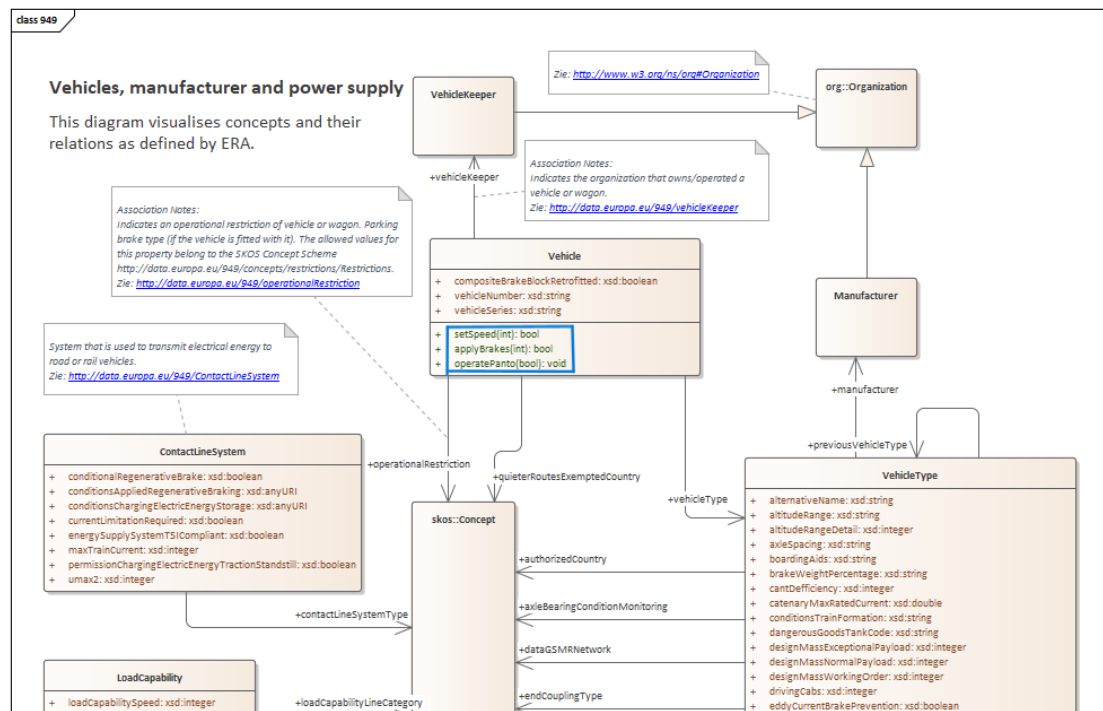 class 949
Vehicles, manufacturer and power supply
This diagram visualises concepts and their
relations as defined by ERA.
VehicleKeeper
Zie: http://www.w3.org/ns/org#Organization
org::Organization
+vehicleKeeper
Association Notes:
Indicates the organization that owns/operated a
vehicle or wagon.
Zie: http://data.europa.eu/949/vehicleKeeper
Association Notes:
Indicates an operational restriction of vehicle or wagon. Parking
brake type (if the vehicle is fitted with it). The allowed values for
this property belong to the SKOS Concept Scheme
http://data.europa.eu/949/concepts/restrictions/Restrictions.
Zie: http://data.europa.eu/949/operationalRestriction
Vehicle
+ compositeBrakeBlockRetrofitted: xsd:boolean
+ vehicleNumber: xsd:string
+ vehicleSeries: xsd:string
+ setSpeed(int): bool
+ applyBrakes(int): bool
+ operatePanto(bool): void
Manufacturer
System that is used to transmit electrical energy to
road or rail vehicles.
Zie: http://data.europa.eu/949/ContactLineSystem
+manufacturer
+previousVehicleType
ContactLineSystem
+ conditionalRegenerativeBrake: xsd:boolean
+ conditionsAppliedRegenerativeBraking: xsd:anyURI
+ conditionsChargingElectricEnergyStorage: xsd:anyURI
+ currentLimitationRequired: xsd:boolean
+ energySupplySystemTSICompliant: xsd:boolean
+ maxTrainCurrent: xsd:integer
+ permissionChargingElectricEnergyTractionStandstill: xsd:boolean
+ umax2: xsd:integer
+operationalRestriction
+quieterRoutesExemptedCountry
+vehicleType
skos::Concept
VehicleType
+ alternativeName: xsd:string
+ altitudeRange: xsd:string
+ altitudeRangeDetail: xsd:integer
+ axleSpacing: xsd:string
+ boardingAids: xsd:string
+ brakeWeightPercentage: xsd:string
+ cantDefficiency: xsd:integer
+ catenaryMaxRatedCurrent: xsd:double
+ conditionsTrainFormation: xsd:string
+ dangerousGoodsTankCode: xsd:string
+ designMassExceptionalPayload: xsd:integer
+ designMassNormalPayload: xsd:integer
+ designMassWorkingOrder: xsd:integer
+ drivingCabs: xsd:integer
+ eddyCurrentBrakePrevention: xsd:boolean
+authorizedCountry
+axleBearingConditionMonitoring
+dataGSMRNetwork
+endCouplingType
+contactLineSystemType
LoadCapability
+ loadCapabilitySpeed: xsd:integer
+loadCapabilityLineCategory